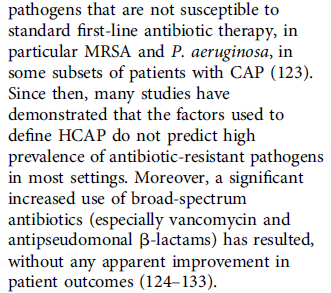 pathogens that are not susceptible to
standard first-line antibiotic therapy, in
particular MRSA and P. aeruginosa, in
some subsets of patients with CAP (123).
Since then, many studies have
demonstrated that the factors used to
define HCAP do not predict high
prevalence of antibiotic-resistant pathogens
in most settings. Moreover, a significant
increased use of broad-spectrum
antibiotics (especially vancomycin and
antipseudomonal β-lactams) has resulted,
without any apparent improvement in
patient outcomes (124–133).